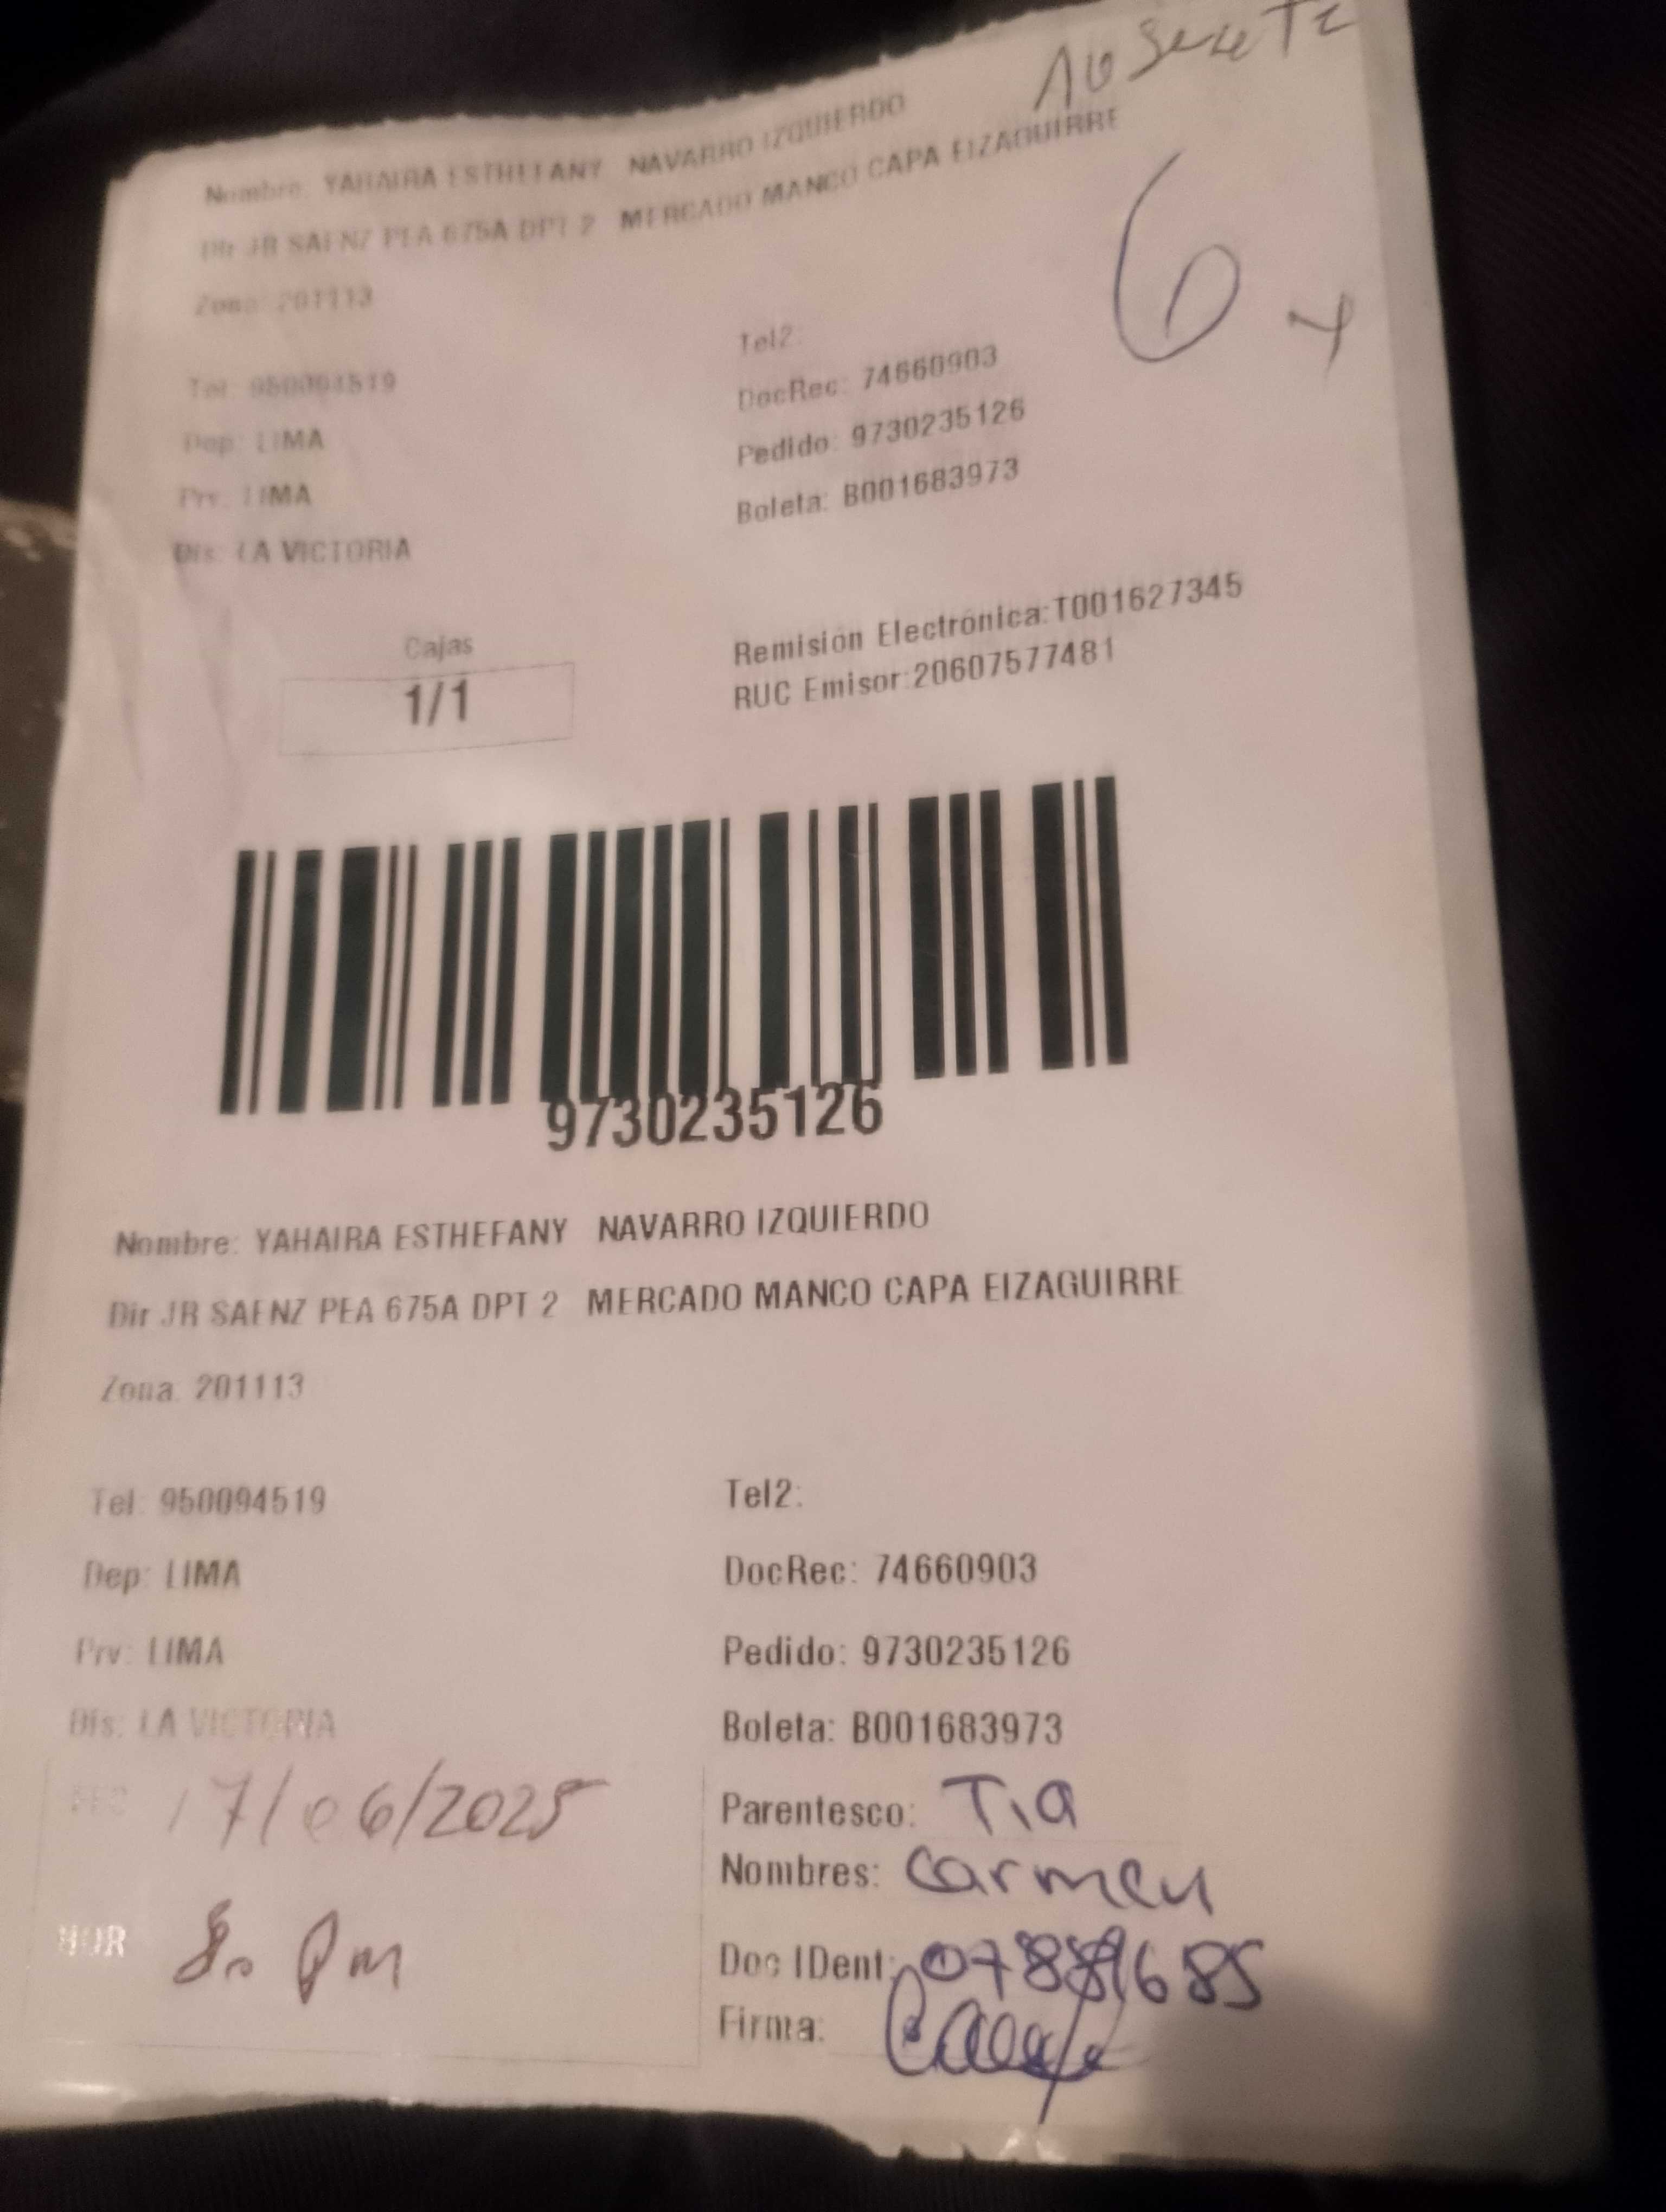 Ausente
Nombre: YAHAIRA ESTHEFANY NAVARRO IZQUIERDO
Dir JR SAENZ PEA 675A DPT 2 MERCADO MANCO CAPA EIZAGUIRRE
6
Zona: 201113
Tel2:
Tel: 950094519
DocRec: 74660903
Dep: LIMA
Pedido: 9730235126
Prv: LIMA
Boleta: B001683973
Dis: LA VICTORIA
Remisión Electrónica:T001627345
Cajas
RUC Emisor:20607577481
1/1
9730235126
Nombre: YAHAIRA ESTHEFANY NAVARRO IZQUIERDO
Dir JR SAENZ PEA 675A DPT 2 MERCADO MANCO CAPA EIZAGUIRRE
Zona: 201113
Tel: 950094519
Tel2:
Dep: LIMA
DocRec: 74660903
Prv: LIMA
Pedido: 9730235126
Dis: LA VICTORIA
Boleta: B001683973
FEC 17/06/2025
Parentesco: Tia
Nombres: Carmen
HOR Pm
Doc IDent:
Firma: